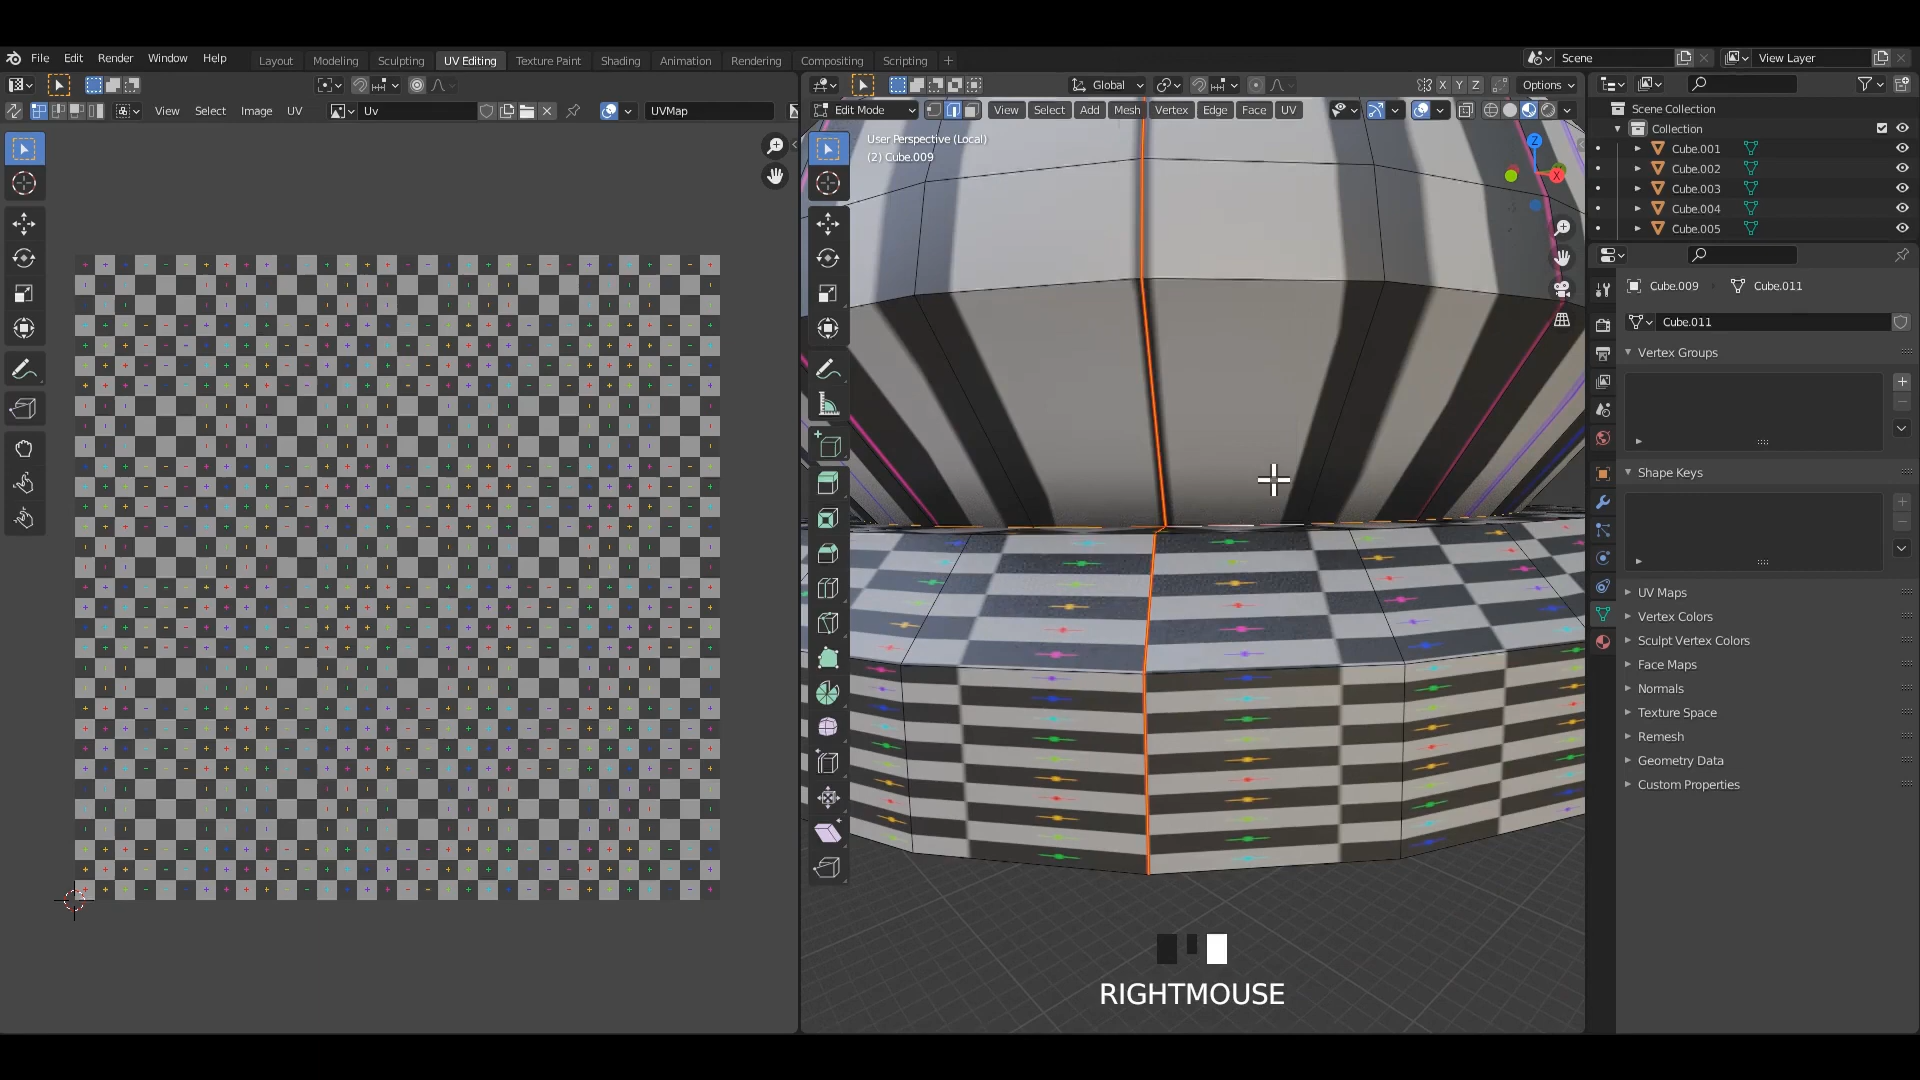 File Edit Render Window Help
Layout Modeling Sculpting UV Editing Texture Paint Shading Animation Rendering Compositing Scripting +
Scene
View Layer
Global
X Y Z
Options
View Select Image UV
Uv
UVMap
Edit Mode
View Select Add Mesh Vertex Edge Face UV
User Perspective (Local)
(2) Cube.009
Z
X
Scene Collection
Collection
Cube.001
Cube.002
Cube.003
Cube.004
Cube.005
Cube.009 Cube.011
Cube.011
Vertex Groups
Shape Keys
UV Maps
Vertex Colors
Sculpt Vertex Colors
Face Maps
Normals
Texture Space
Remesh
Geometry Data
Custom Properties
RIGHTMOUSE